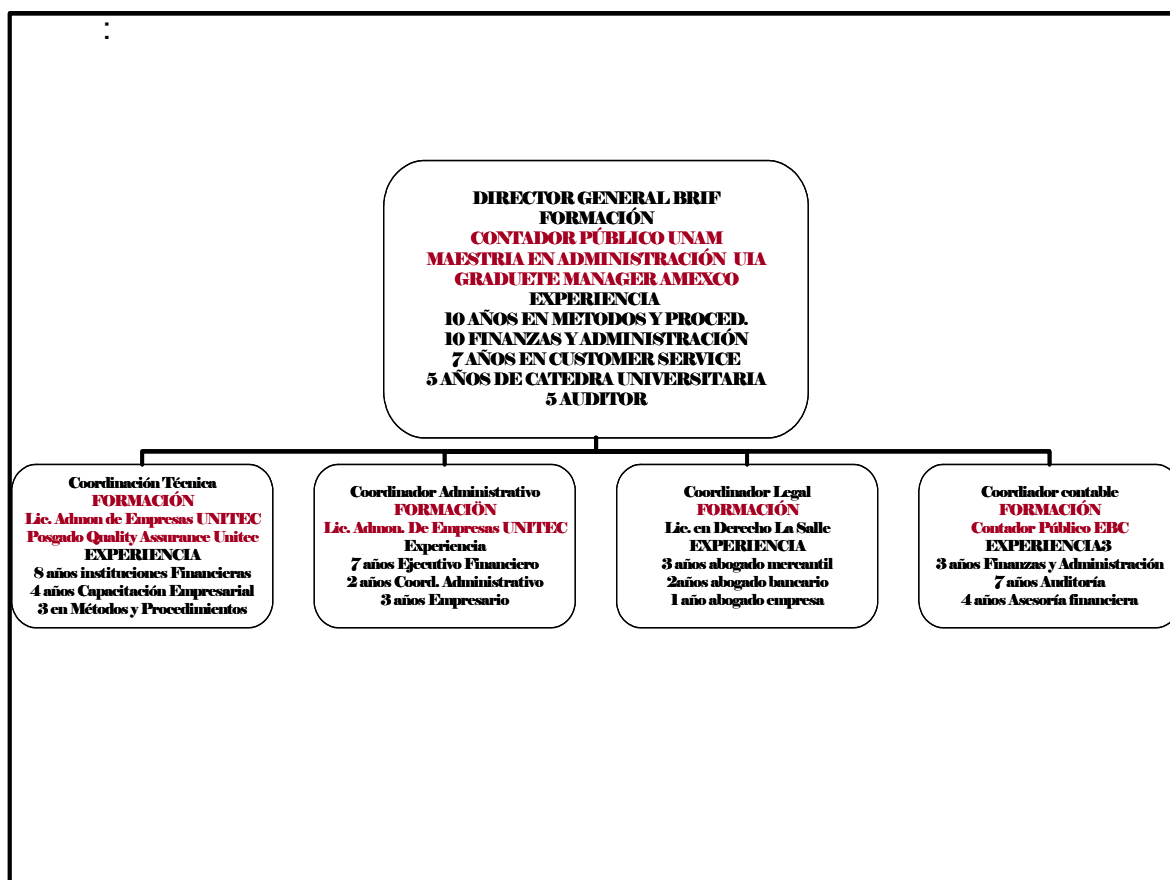 :
DIRECTOR GENERAL BRIF
FORMACIÓN
CONTADOR PÚBLICO UNAM
MAESTRIA EN ADMINISTRACIÓN UIA
GRADUETE MANAGER AMEXCO
EXPERIENCIA
10 AÑOS EN METODOS Y PROCED.
10 FINANZAS Y ADMINISTRACIÓN
7 AÑOS EN CUSTOMER SERVICE
5 AÑOS DE CATEDRA UNIVERSITARIA
5 AUDITOR
Coordinación Técnica
FORMACIÓN
Lic. Admon de Empresas UNITEC
Posgado Quality Assurance Unitec
EXPERIENCIA
8 años instituciones Financieras
4 años Capacitación Empresarial
3 en Métodos y Procedimientos
Coordinador Administrativo
FORMACIÖN
Lic. Admon. De Empresas UNITEC
Experiencia
7 años Ejecutivo Financiero
2 años Coord. Administrativo
3 años Empresario
Coordinador Legal
FORMACIÓN
Lic. en Derecho La Salle
EXPERIENCIA
3 años abogado mercantil
2años abogado bancario
1 año abogado empresa
Coordiador contable
FORMACIÓN
Contador Público EBC
EXPERIENCIA3
3 años Finanzas y Administración
7 años Auditoría
4 años Asesoría financiera